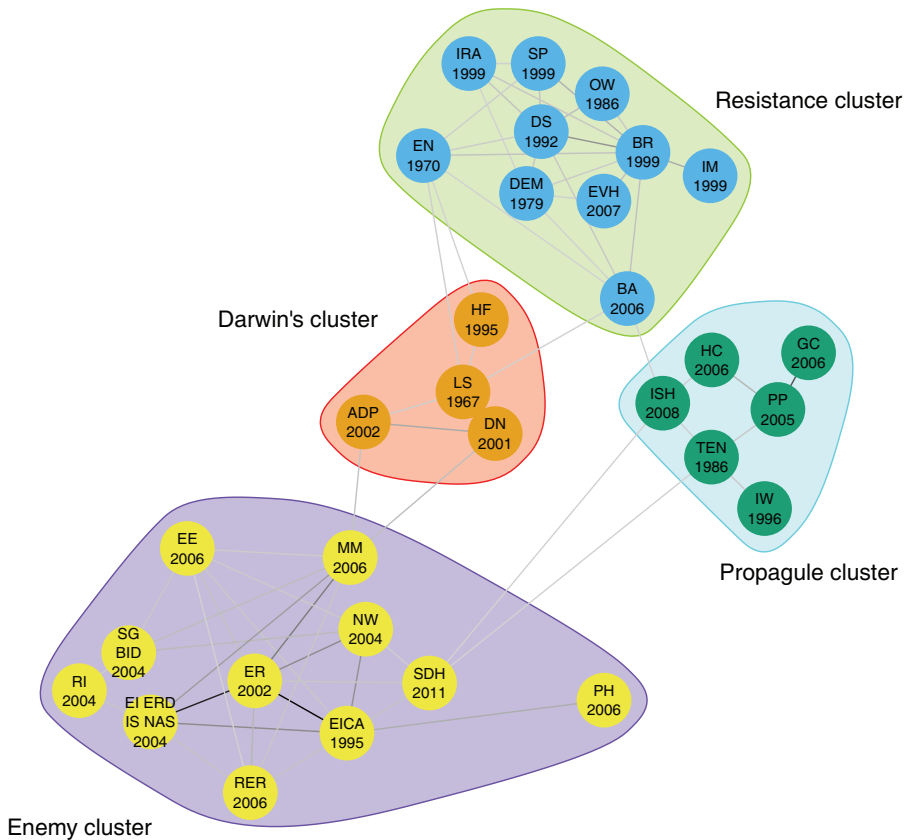 IRA
1999
SP
1999
OW
1986
Resistance cluster
DS
1992
EN
1970
BR
1999
IM
1999
DEM
1979
EVH
2007
BA
2006
Darwin's cluster
HF
1995
HC
2006
GC
2006
LS
1967
ISH
2008
PP
2005
ADP
2002
DN
2001
TEN
1986
IW
1996
Propagule cluster
EE
2006
MM
2006
NW
2004
SG
BID
2004
ER
2002
SDH
2011
RI
2004
PH
2006
EI ERD
IS NAS
2004
EICA
1995
RER
2006
Enemy cluster